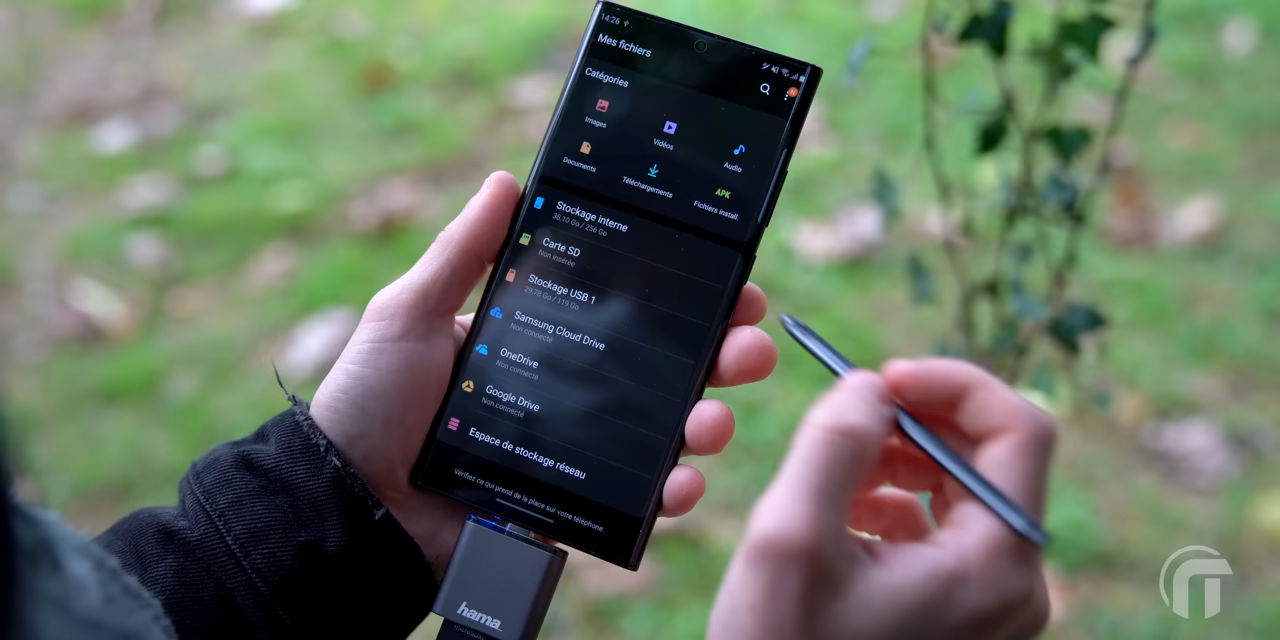 14:26
Mes fichiers
Catégories
N
Images
Vidéos
Audio
Documents
Téléchargements
APK
Fichiers install.
Stockage interne
38,10 Go / 256 Go
Carte SD
Non insérée
Stockage USB 1
29,78 Go / 119 Go
Samsung Cloud Drive
Non connecté
OneDrive
Non connecté
Google Drive
Non connecté
Espace de stockage réseau
Vérifiez ce qui prend de la place sur votre téléphone.
hama